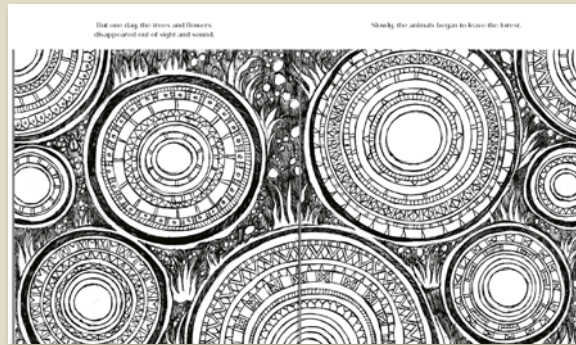 But one day, the trees and flowers
disappeared out of sight and sound.
Slowly, the animals began to leave the forest.